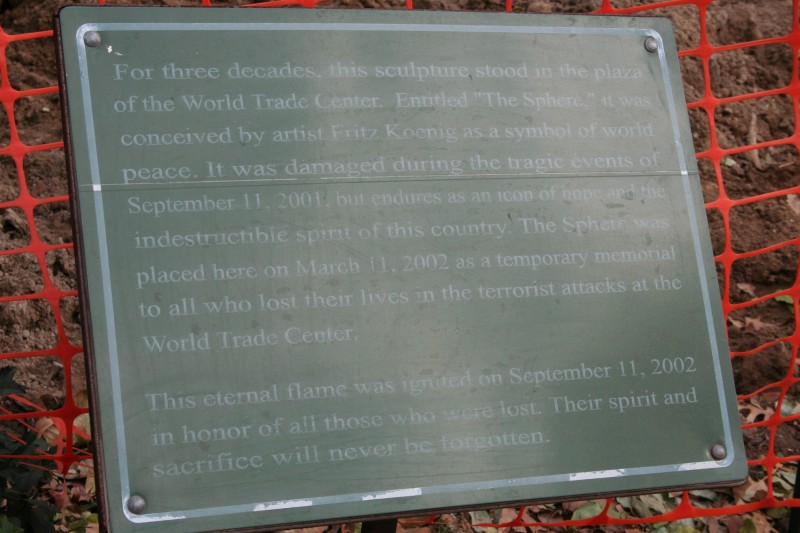 For three decades, this sculpture stood in the plaza
of the World Trade Center. Entitled "The Sphere," it was
conceived by artist Fritz Koenig as a symbol of world
peace. It was damaged during the tragic events of
September 11, 2001, but endures as an icon of hope and the
indestructible spirit of this country. The Sphere was
placed here on March 11, 2002 as a temporary memorial
to all who lost their lives in the terrorist attacks at the
World Trade Center.
This eternal flame was ignited on September 11, 2002
in honor of all those who were lost. Their spirit and
sacrifice will never be forgotten.